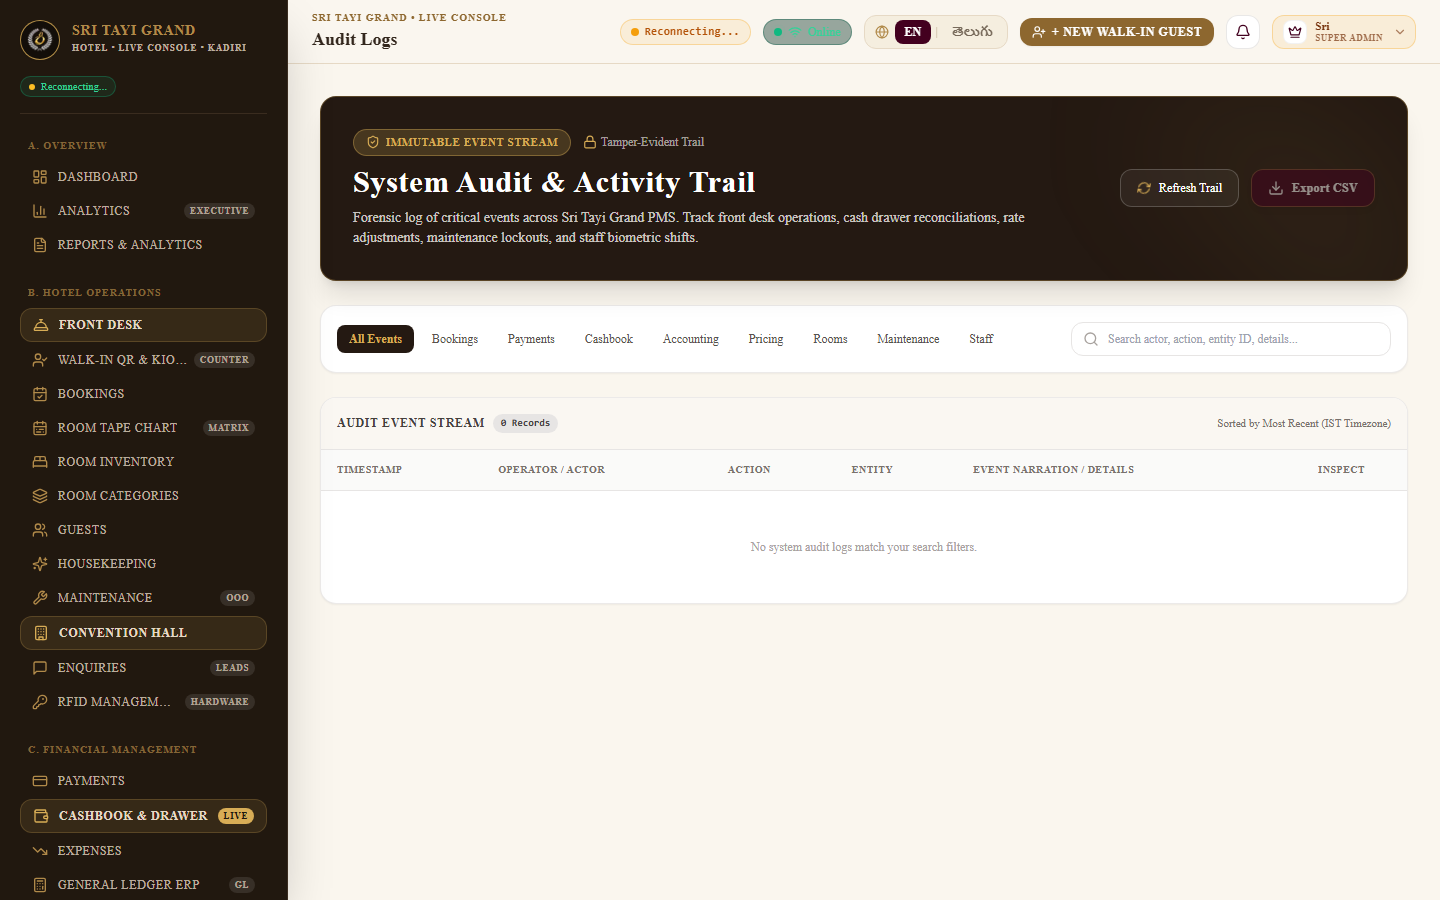 SRI TAYI GRAND
HOTEL • LIVE CONSOLE • KADIRI
Reconnecting...
A. OVERVIEW
DASHBOARD
ANALYTICS EXECUTIVE
REPORTS & ANALYTICS
B. HOTEL OPERATIONS
FRONT DESK
WALK-IN QR & KIO... COUNTER
BOOKINGS
ROOM TAPE CHART MATRIX
ROOM INVENTORY
ROOM CATEGORIES
GUESTS
HOUSEKEEPING
MAINTENANCE OOO
CONVENTION HALL
ENQUIRIES LEADS
RFID MANAGEM... HARDWARE
C. FINANCIAL MANAGEMENT
PAYMENTS
CASHBOOK & DRAWER LIVE
EXPENSES
GENERAL LEDGER ERP GL
SRI TAYI GRAND • LIVE CONSOLE
Audit Logs
Reconnecting...
EN తెలుగు
+ NEW WALK-IN GUEST
Sri
SUPER ADMIN
IMMUTABLE EVENT STREAM Tamper-Evident Trail
System Audit & Activity Trail
Forensic log of critical events across Sri Tayi Grand PMS. Track front desk operations, cash drawer reconciliations, rate
adjustments, maintenance lockouts, and staff biometric shifts.
Refresh Trail Export CSV
All Events Bookings Payments Cashbook Accounting Pricing Rooms Maintenance Staff Search actor, action, entity ID, details...
AUDIT EVENT STREAM 0 Records Sorted by Most Recent (IST Timezone)
TIMESTAMP OPERATOR / ACTOR ACTION ENTITY EVENT NARRATION / DETAILS INSPECT
No system audit logs match your search filters.